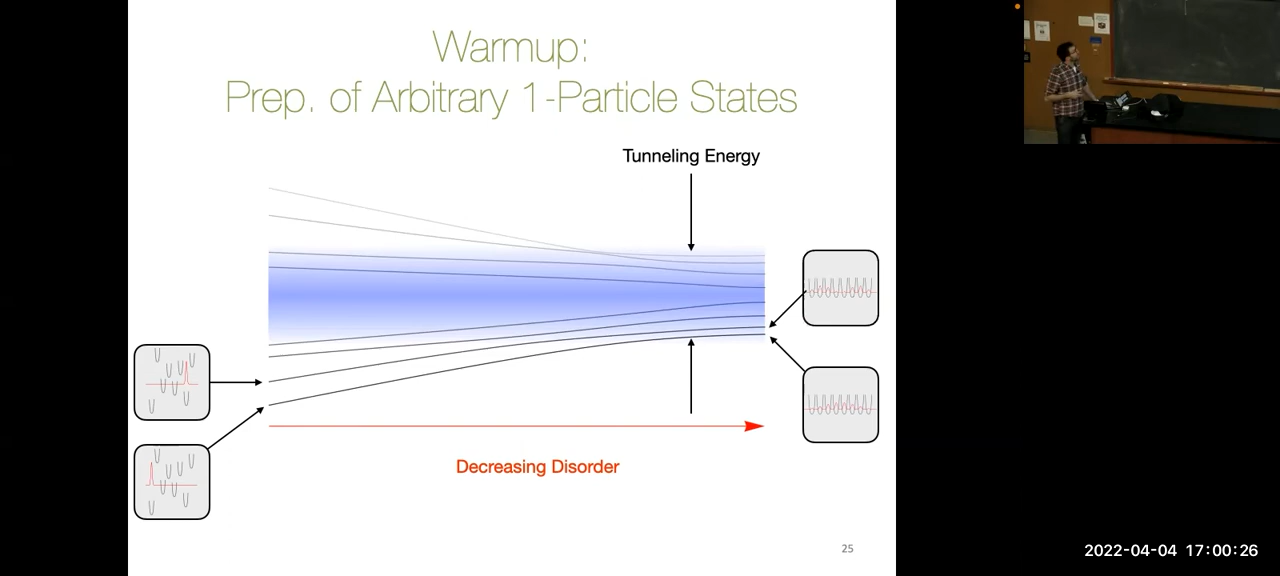 Warmup:
Prep. of Arbitrary 1-Particle States
Tunneling Energy
Decreasing Disorder
25
2022-04-04 17:00:26